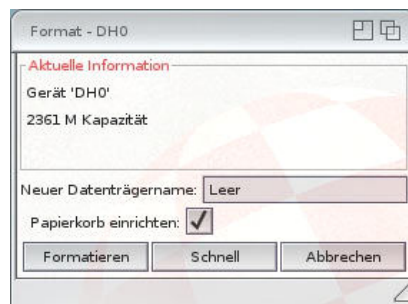 Format - DH0
Aktuelle Information
Gerät 'DH0'
2361 M Kapazität
Neuer Datenträgername: Leer
Papierkorb einrichten:
Formatieren Schnell Abbrechen